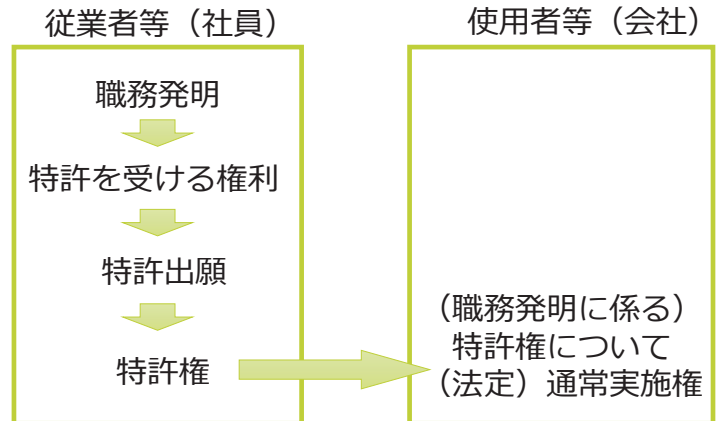 従業者等（社員）
職務発明
特許を受ける権利
特許出願
特許権
使用者等（会社）
（職務発明に係る）
特許権について
（法定）通常実施権